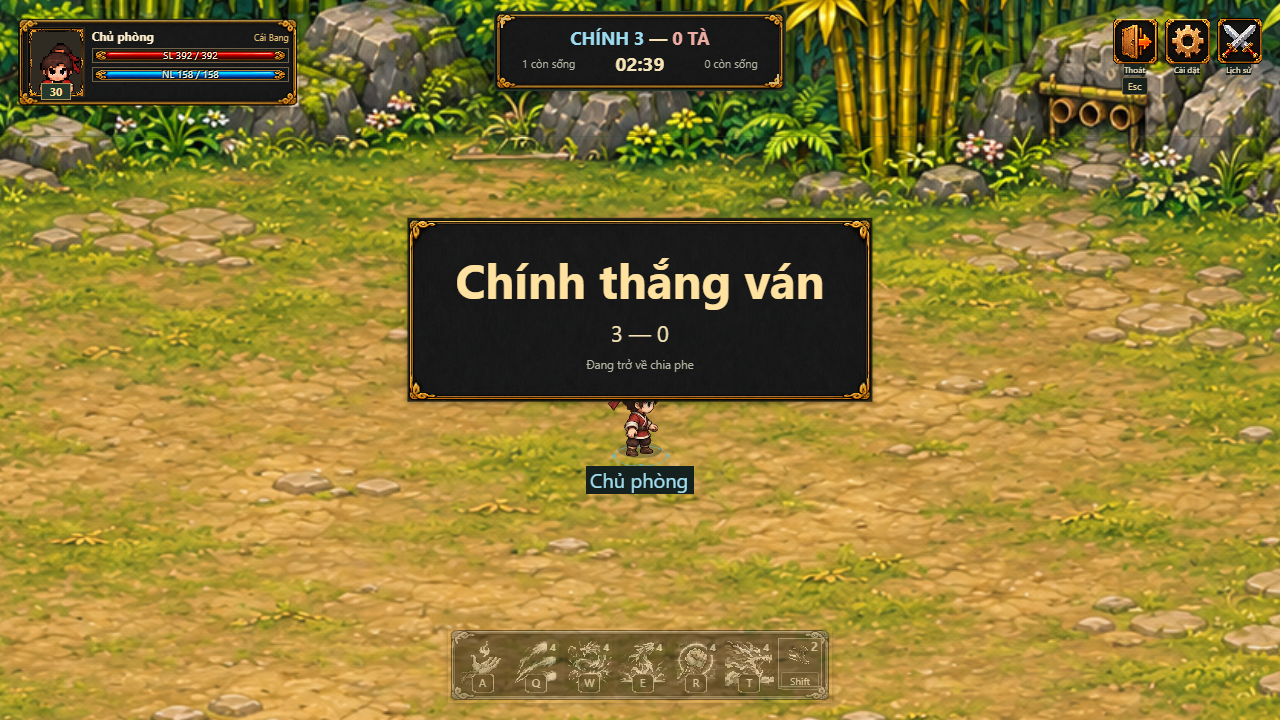 Chủ phòng
Cái Bang
SL 392 / 392
NL 158 / 158
30
CHÍNH 3 — 0 TÀ
1 còn sống
02:39
0 còn sống
Thoát
Cài đặt
Lịch sử
Esc
Chính thắng ván
3 — 0
Đang trở về chia phe
Chủ phòng
4
4
4
4
4
2
A
Q
W
E
R
T
Shift